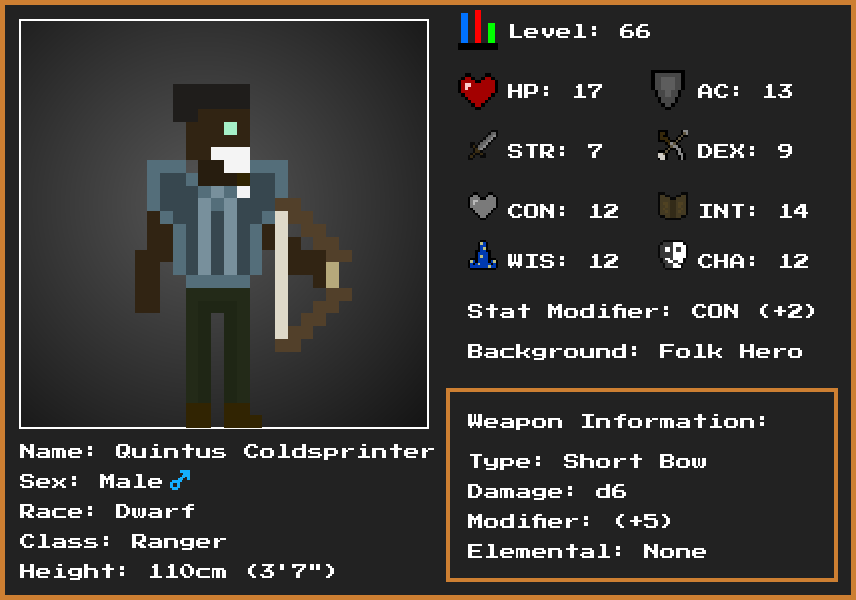 Level: 66
HP: 17 AC: 13
STR: 7 DEX: 9
CON: 12 INT: 14
WIS: 12 CHA: 12
Stat Modifier: CON (+2)
Background: Folk Hero
Weapon Information:
Type: Short Bow
Damage: d6
Modifier: (+5)
Elemental: None
Name: Quintus Coldsprinter
Sex: Male ♂
Race: Dwarf
Class: Ranger
Height: 110cm (3'7")